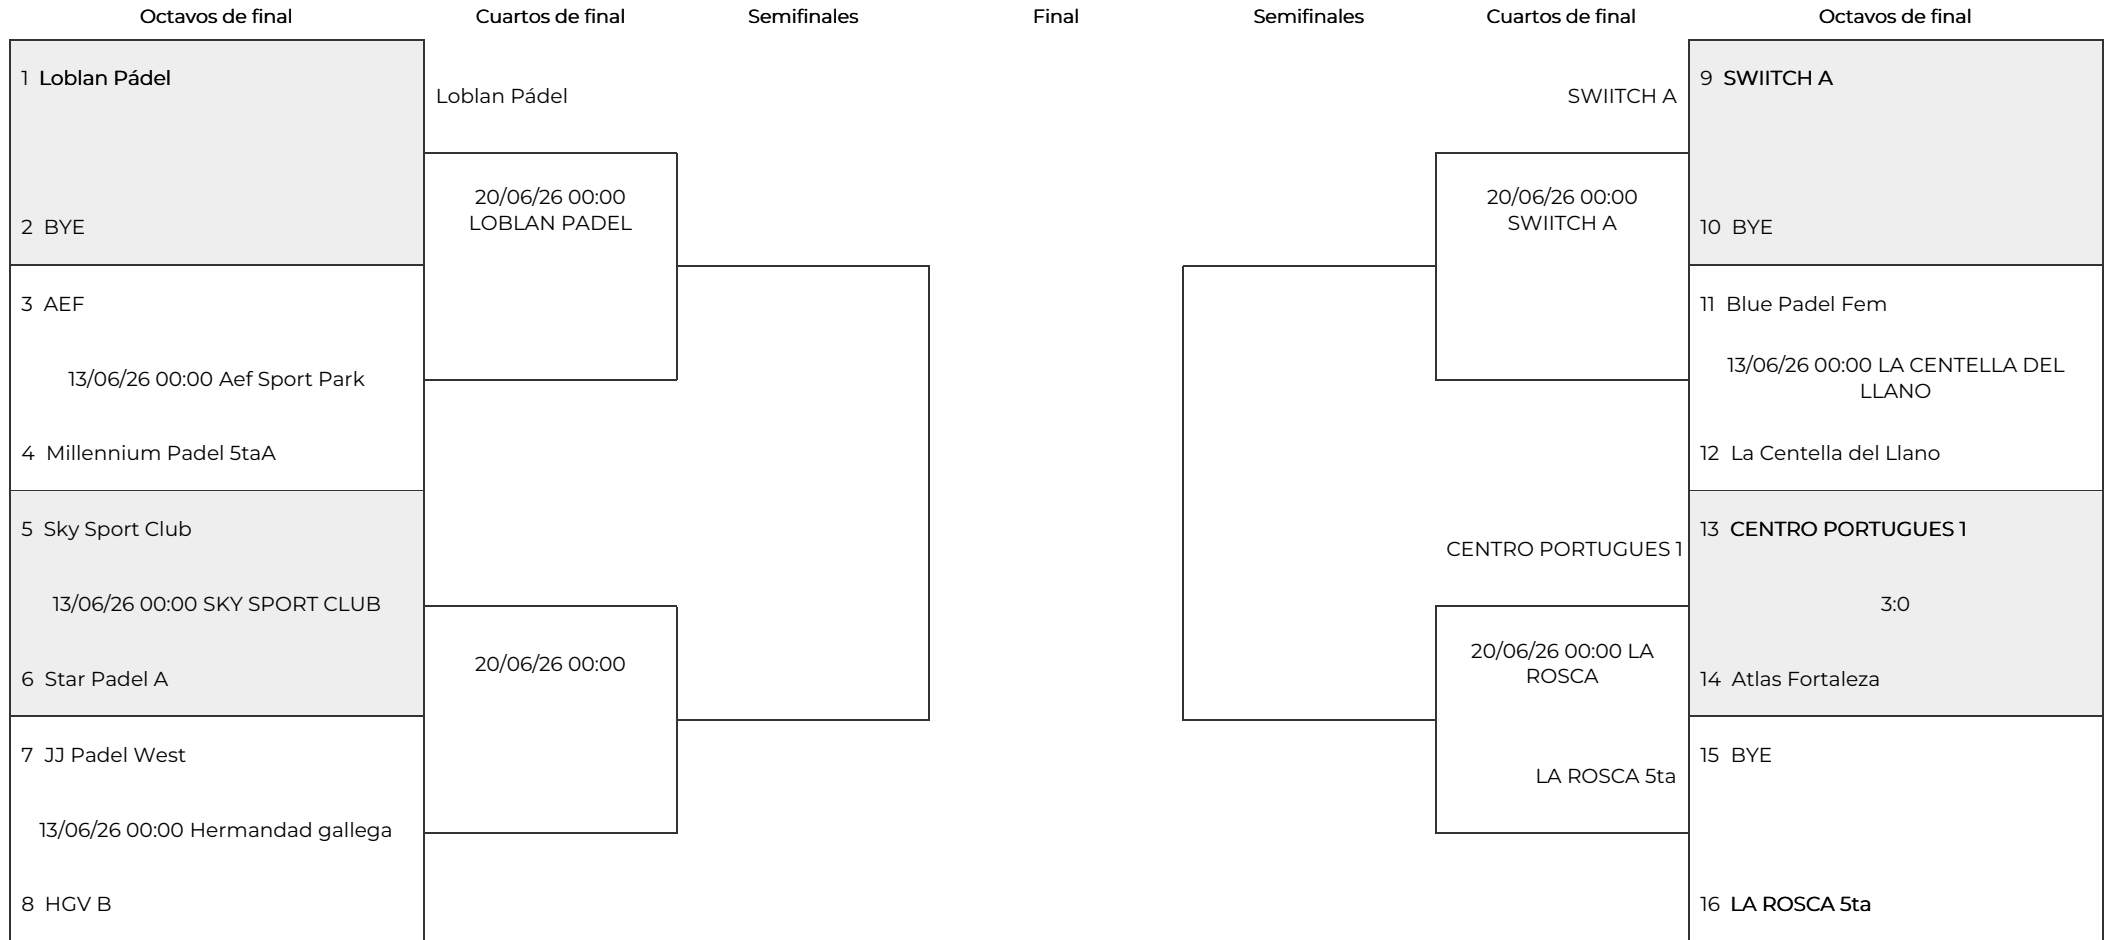 Octavos de final
Cuartos de final
Semifinales
Final
Semifinales
Cuartos de final
Octavos de final
1 Loblan Pádel
2 BYE
3 AEF
13/06/26 00:00 Aef Sport Park
4 Millennium Padel 5taA
5 Sky Sport Club
13/06/26 00:00 SKY SPORT CLUB
6 Star Padel A
7 JJ Padel West
13/06/26 00:00 Hermandad gallega
8 HGV B
Loblan Pádel
20/06/26 00:00
LOBLAN PADEL
20/06/26 00:00
SWIITCH A
20/06/26 00:00
SWIITCH A
CENTRO PORTUGUES 1
20/06/26 00:00 LA
ROSCA
LA ROSCA 5ta
9 SWIITCH A
10 BYE
11 Blue Padel Fem
13/06/26 00:00 LA CENTELLA DEL
LLANO
12 La Centella del Llano
13 CENTRO PORTUGUES 1
3:0
14 Atlas Fortaleza
15 BYE
16 LA ROSCA 5ta